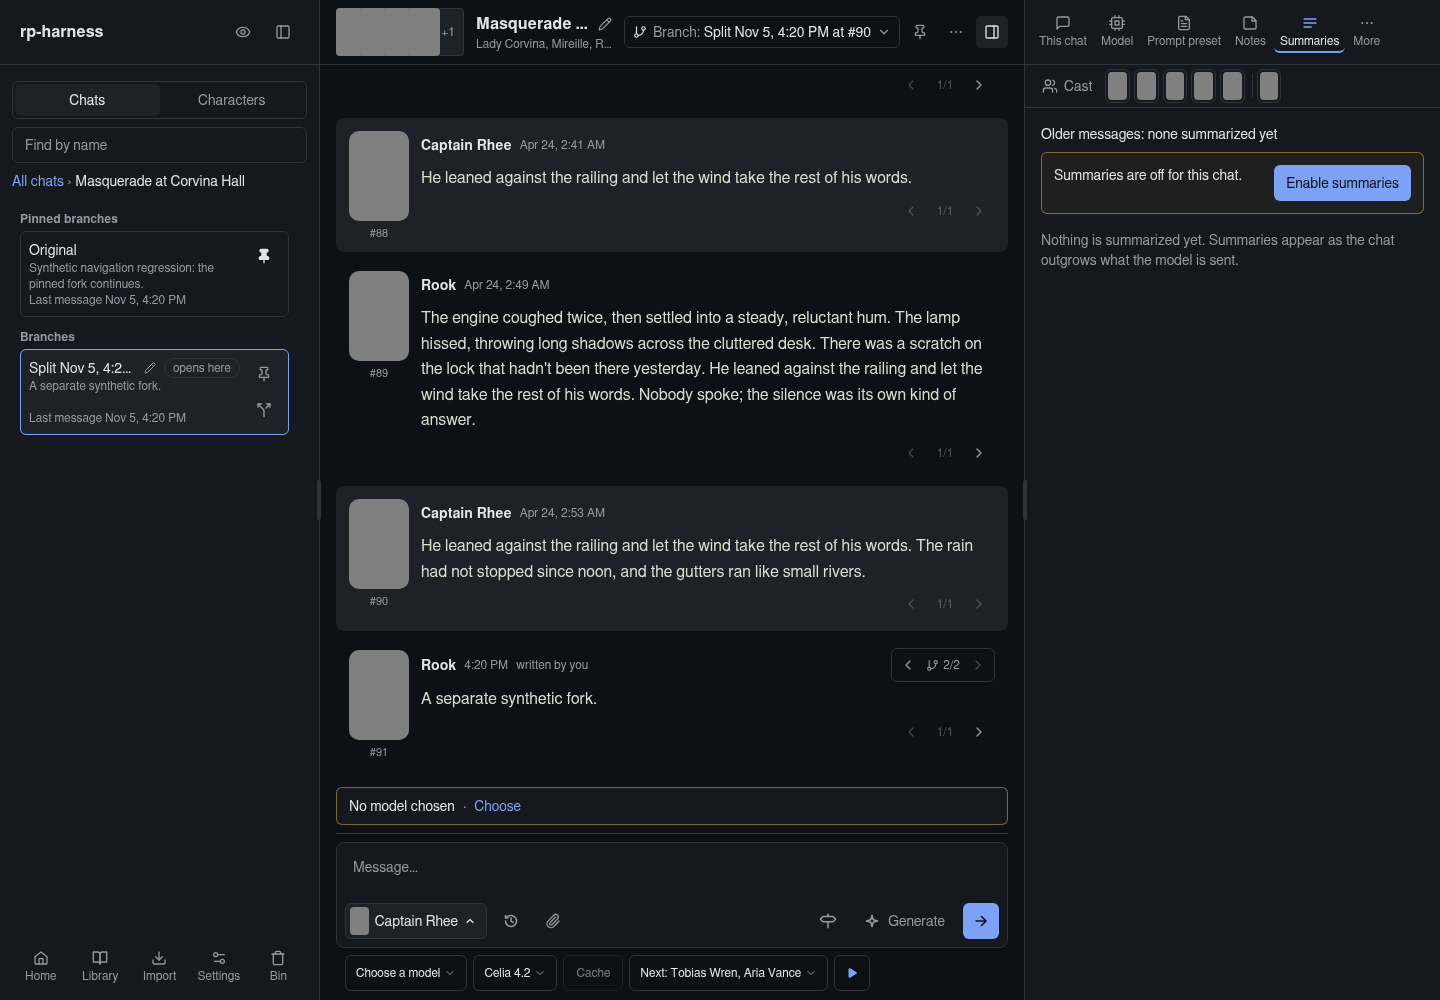 rp-harness
Chats
Characters
Find by name
All chats › Masquerade at Corvina Hall
Pinned branches
Original
Synthetic navigation regression: the
pinned fork continues.
Last message Nov 5, 4:20 PM
Branches
Split Nov 5, 4:2...
opens here
A separate synthetic fork.
Last message Nov 5, 4:20 PM
Home
Library
Import
Settings
Bin
+1
Masquerade ...
Lady Corvina, Mireille, R...
Branch: Split Nov 5, 4:20 PM at #90
1/1
Captain Rhee Apr 24, 2:41 AM
He leaned against the railing and let the wind take the rest of his words.
1/1
#88
Rook Apr 24, 2:49 AM
The engine coughed twice, then settled into a steady, reluctant hum. The lamp
hissed, throwing long shadows across the cluttered desk. There was a scratch on
the lock that hadn't been there yesterday. He leaned against the railing and let the
wind take the rest of his words. Nobody spoke; the silence was its own kind of
answer.
#89
1/1
Captain Rhee Apr 24, 2:53 AM
He leaned against the railing and let the wind take the rest of his words. The rain
had not stopped since noon, and the gutters ran like small rivers.
#90
1/1
Rook 4:20 PM written by you
2/2
A separate synthetic fork.
1/1
#91
No model chosen · Choose
Message...
Captain Rhee
Generate
Choose a model
Celia 4.2
Cache
Next: Tobias Wren, Aria Vance
This chat
Model
Prompt preset
Notes
Summaries
More
Cast
Older messages: none summarized yet
Summaries are off for this chat.
Enable summaries
Nothing is summarized yet. Summaries appear as the chat
outgrows what the model is sent.